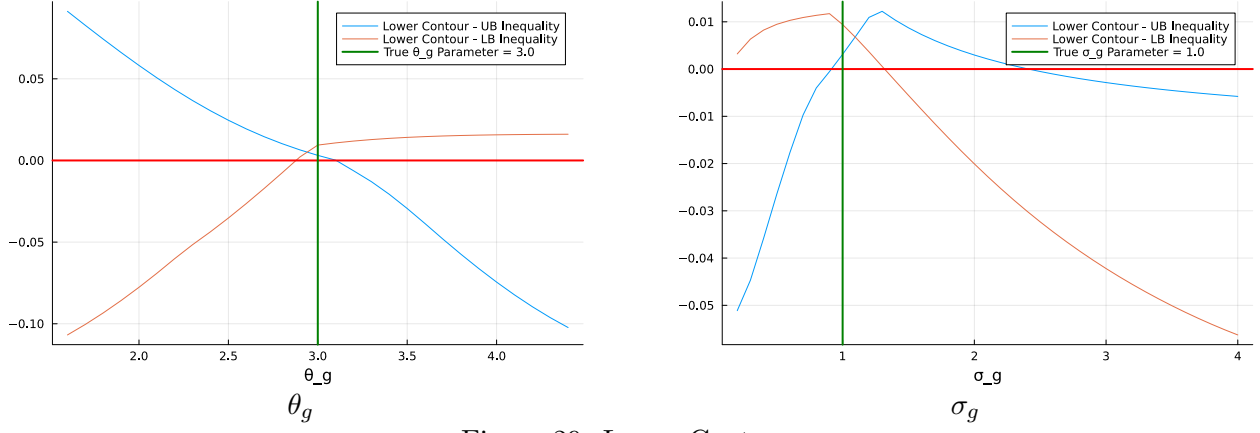 Lower Contour - UB Inequality
Lower Contour - LB Inequality
True θ_g Parameter = 3.0
0.05
0.00
−0.05
−0.10
2.0 2.5 3.0 3.5 4.0
θ_g
θg
Lower Contour - UB Inequality
Lower Contour - LB Inequality
True σ_g Parameter = 1.0
0.01
0.00
−0.01
−0.02
−0.03
−0.04
−0.05
1 2 3 4
σ_g
σg